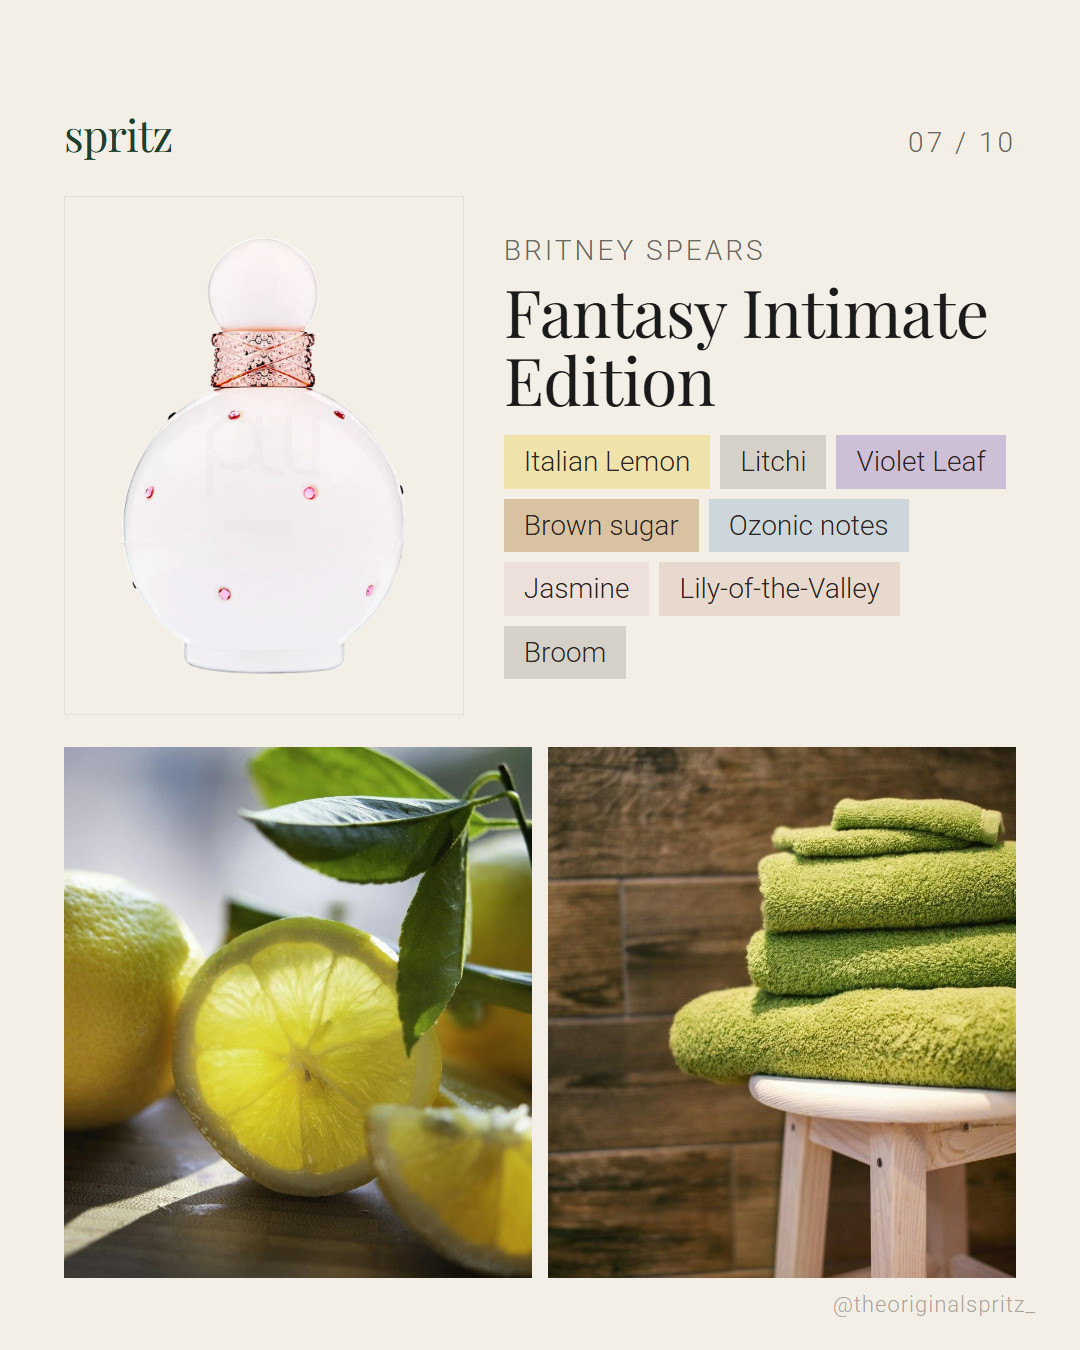 spritz
07 / 10
BRITNEY SPEARS
Fantasy Intimate
Edition
Italian Lemon
Litchi
Violet Leaf
Brown sugar
Ozonic notes
Jasmine
Lily-of-the-Valley
Broom
@theoriginalspritz_